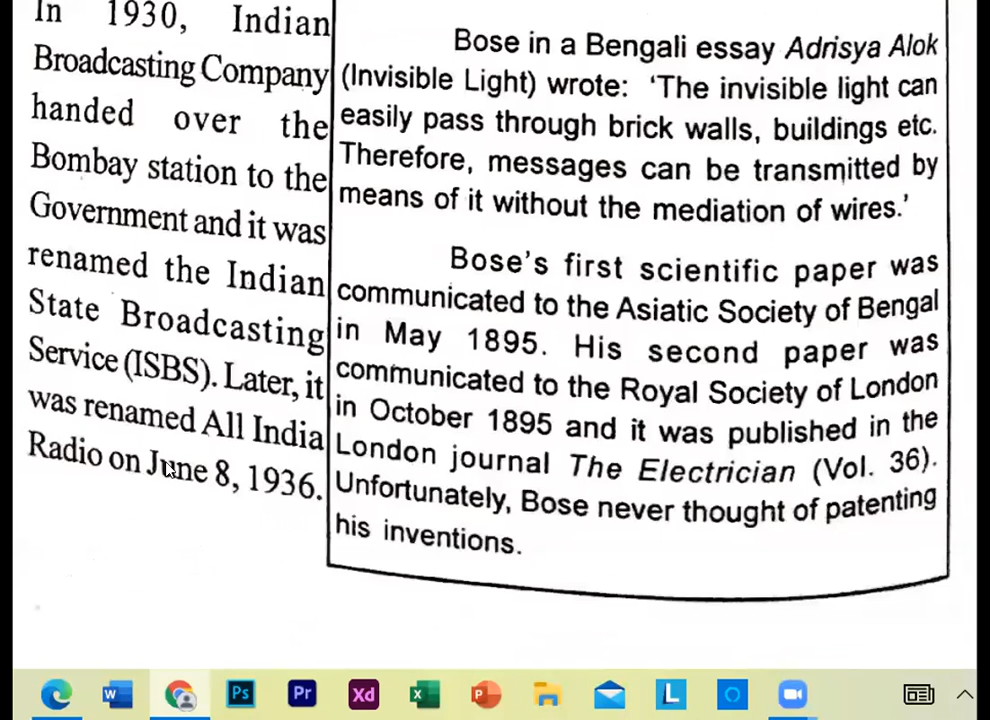 In 1930, Indian
Broadcasting Company
handed over the
Bombay station to the
Government and it was
renamed the Indian
State Broadcasting
Service (ISBS). Later, it
was renamed All India
Radio on June 8, 1936.
Bose in a Bengali essay Adrisya Alok
(Invisible Light) wrote: ‘The invisible light can
easily pass through brick walls, buildings etc.
Therefore, messages can be transmitted by
means of it without the mediation of wires.’
Bose’s first scientific paper was
communicated to the Asiatic Society of Bengal
in May 1895. His second paper was
communicated to the Royal Society of London
in October 1895 and it was published in the
London journal The Electrician (Vol. 36).
Unfortunately, Bose never thought of patenting
his inventions.
W Ps Pr Xd X P L